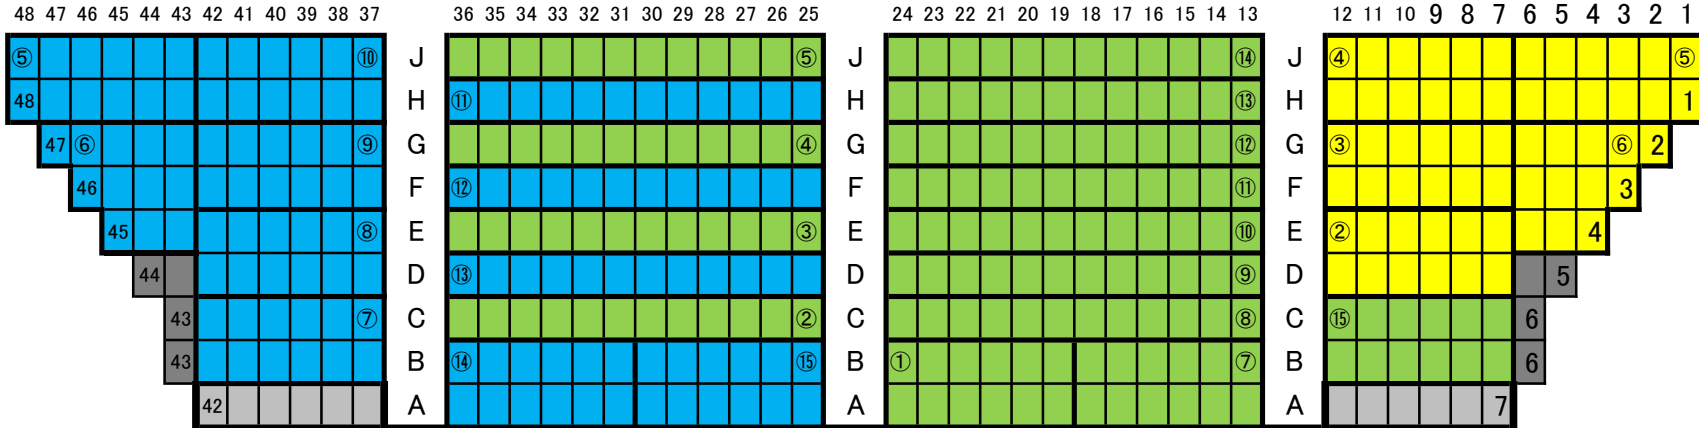 48 47 46 45 44 43 42 41 40 39 38 37 36 35 34 33 32 31 30 29 28 27 26 25 24 23 22 21 20 19 18 17 16 15 14 13 12 11 10 9 8 7 6 5 4 3 2 1
⑤ ⑩ J ⑤ J ⑭ ④ J ⑤
48 H ⑪ H ⑬ H 1
47 ⑥ ⑨ G ④ G ⑫ G ③ ⑥ 2
46 F ⑫ F ⑪ F 3
45 ⑧ E ③ E ⑩ E ② 4
44 D ⑬ D ⑨ D 5
43 ⑦ C ② C ⑧ C ⑮ 6
43 B ⑭ ⑮ B ① ⑦ B 6
42 A A A 7